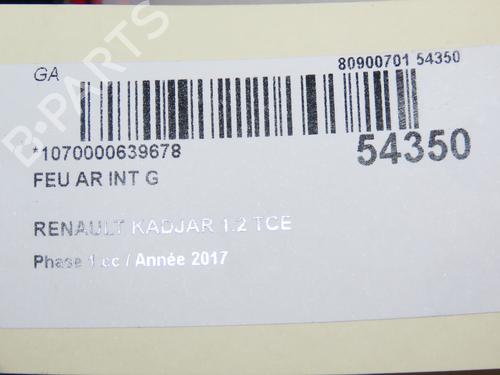 GA
80900701 54350
*1070000639678
54350
FEU AR INT G
RENAULT KADJAR 1.2 TCE
Phase 1 cc / Année 2017
B-PARTS